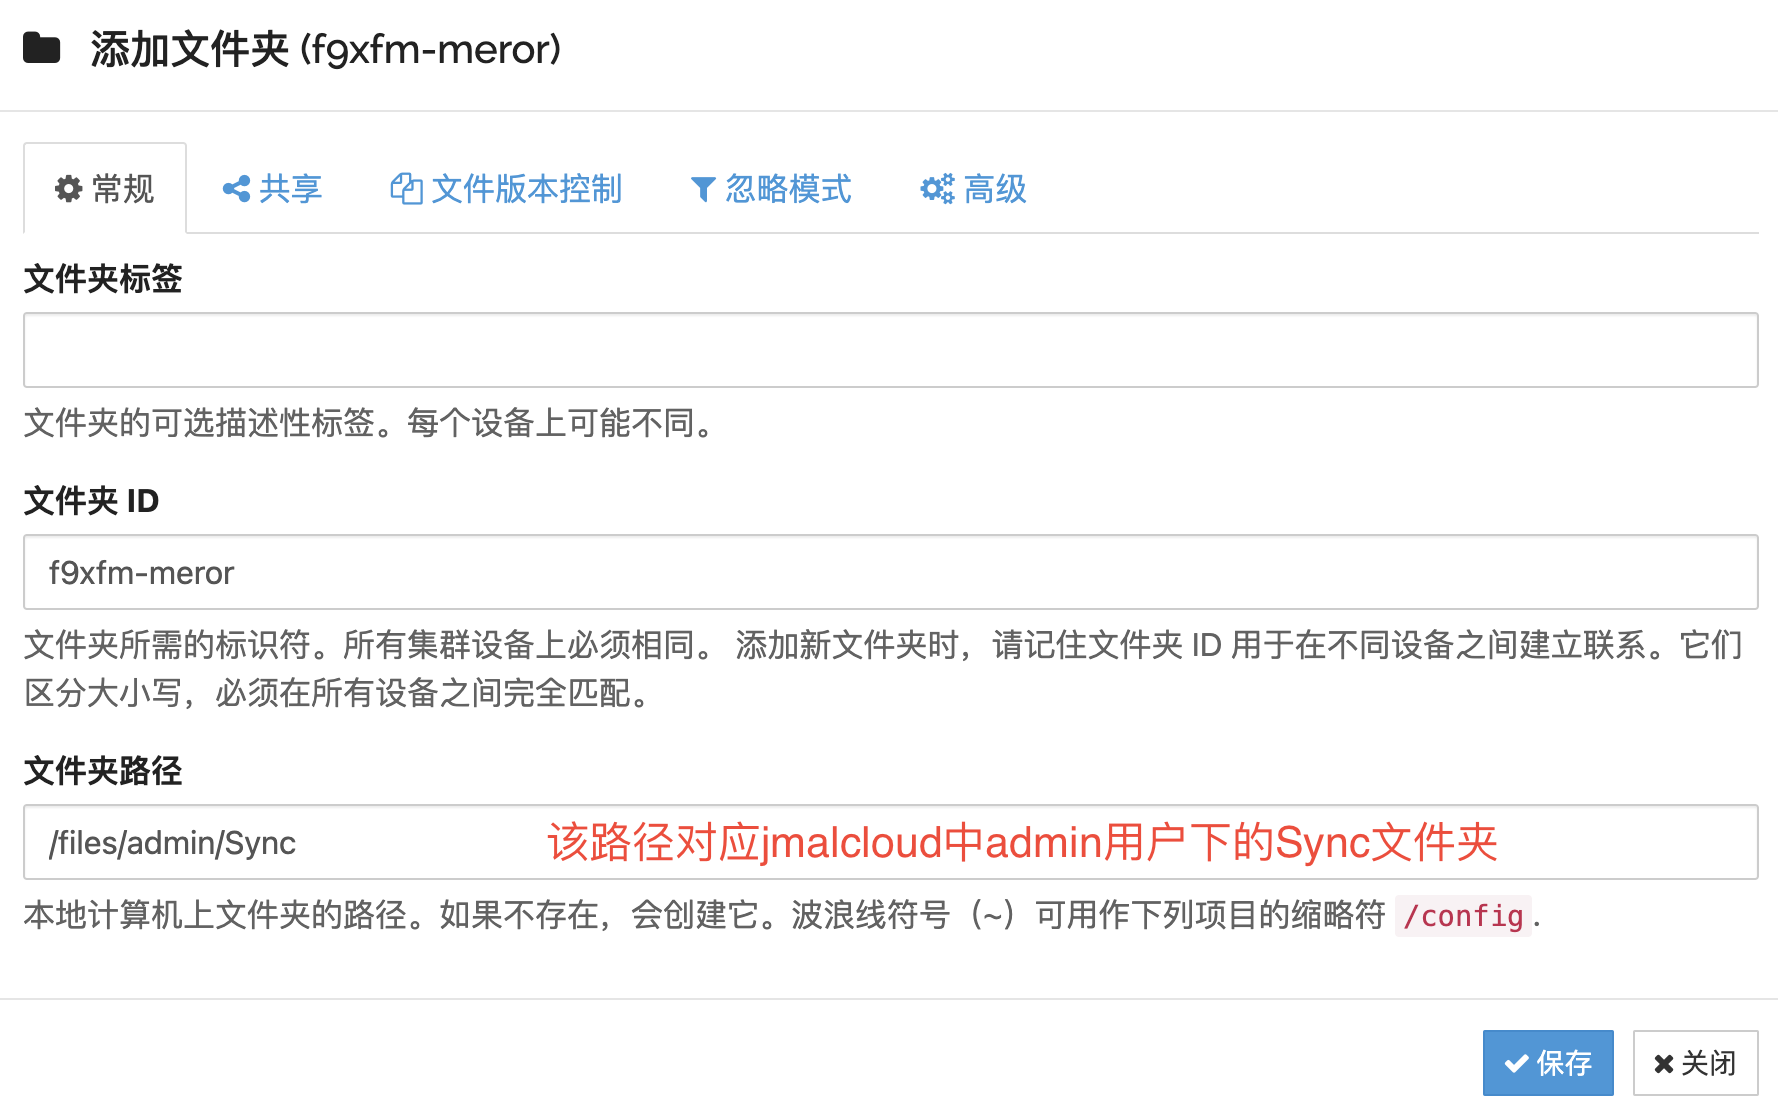 添加文件夹 (f9xfm-meror)
常规 共享 文件版本控制 忽略模式 高级
文件夹标签
文件夹的可选描述性标签。每个设备上可能不同。
文件夹 ID
f9xfm-meror
文件夹所需的标识符。所有集群设备上必须相同。 添加新文件夹时，请记住文件夹 ID 用于在不同设备之间建立联系。它们
区分大小写，必须在所有设备之间完全匹配。
文件夹路径
/files/admin/Sync 该路径对应jmalcloud中admin用户下的Sync文件夹
本地计算机上文件夹的路径。如果不存在，会创建它。波浪线符号（~）可用作下列项目的缩略符 /config.
保存 关闭